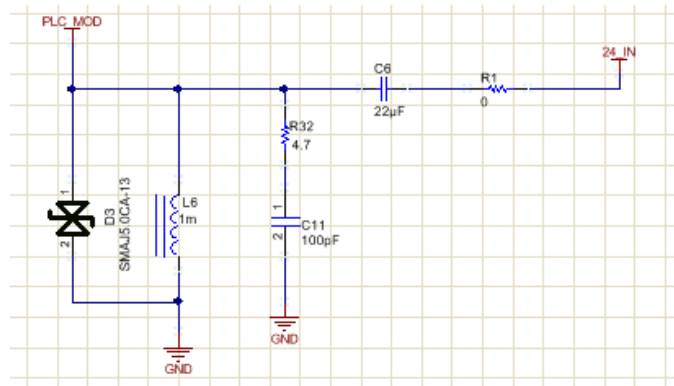 PLC_MOD
24_IN
C6
R1
22µF
0
R32
4.7
1
D3
SMAJ5.0CA-13
L6
1m
1
C11
2
100pF
2
GND
GND